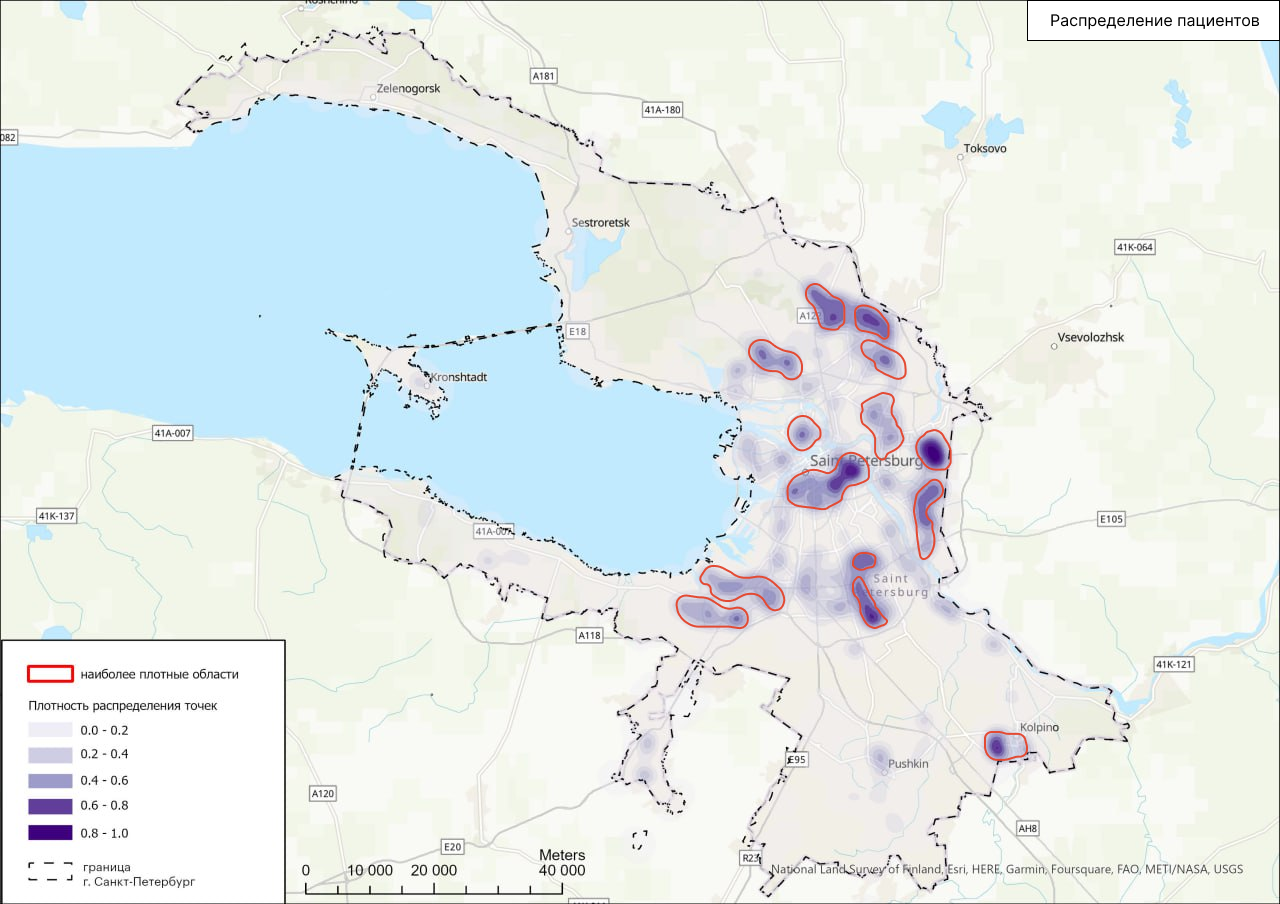 Roshchino
Распределение пациентов
A181
Zelenogorsk
41A-180
082
Toksovo
Sestroretsk
41K-064
A122
E18
Vsevolozhsk
Kronshtadt
41A-007
Saint Petersburg
41K-137
E105
41A-007
Saint
Petersburg
A118
41K-121
наиболее плотные области
Плотность распределения точек
0.0 - 0.2
0.2 - 0.4
0.4 - 0.6
0.6 - 0.8
0.8 - 1.0
граница
г. Санкт-Петербург
Kolpino
E95
Pushkin
A120
AH8
E20
R23
Meters
0 10 000 20 000 40 000
National Land Survey of Finland, Esri, HERE, Garmin, Foursquare, FAO, METI/NASA, USGS